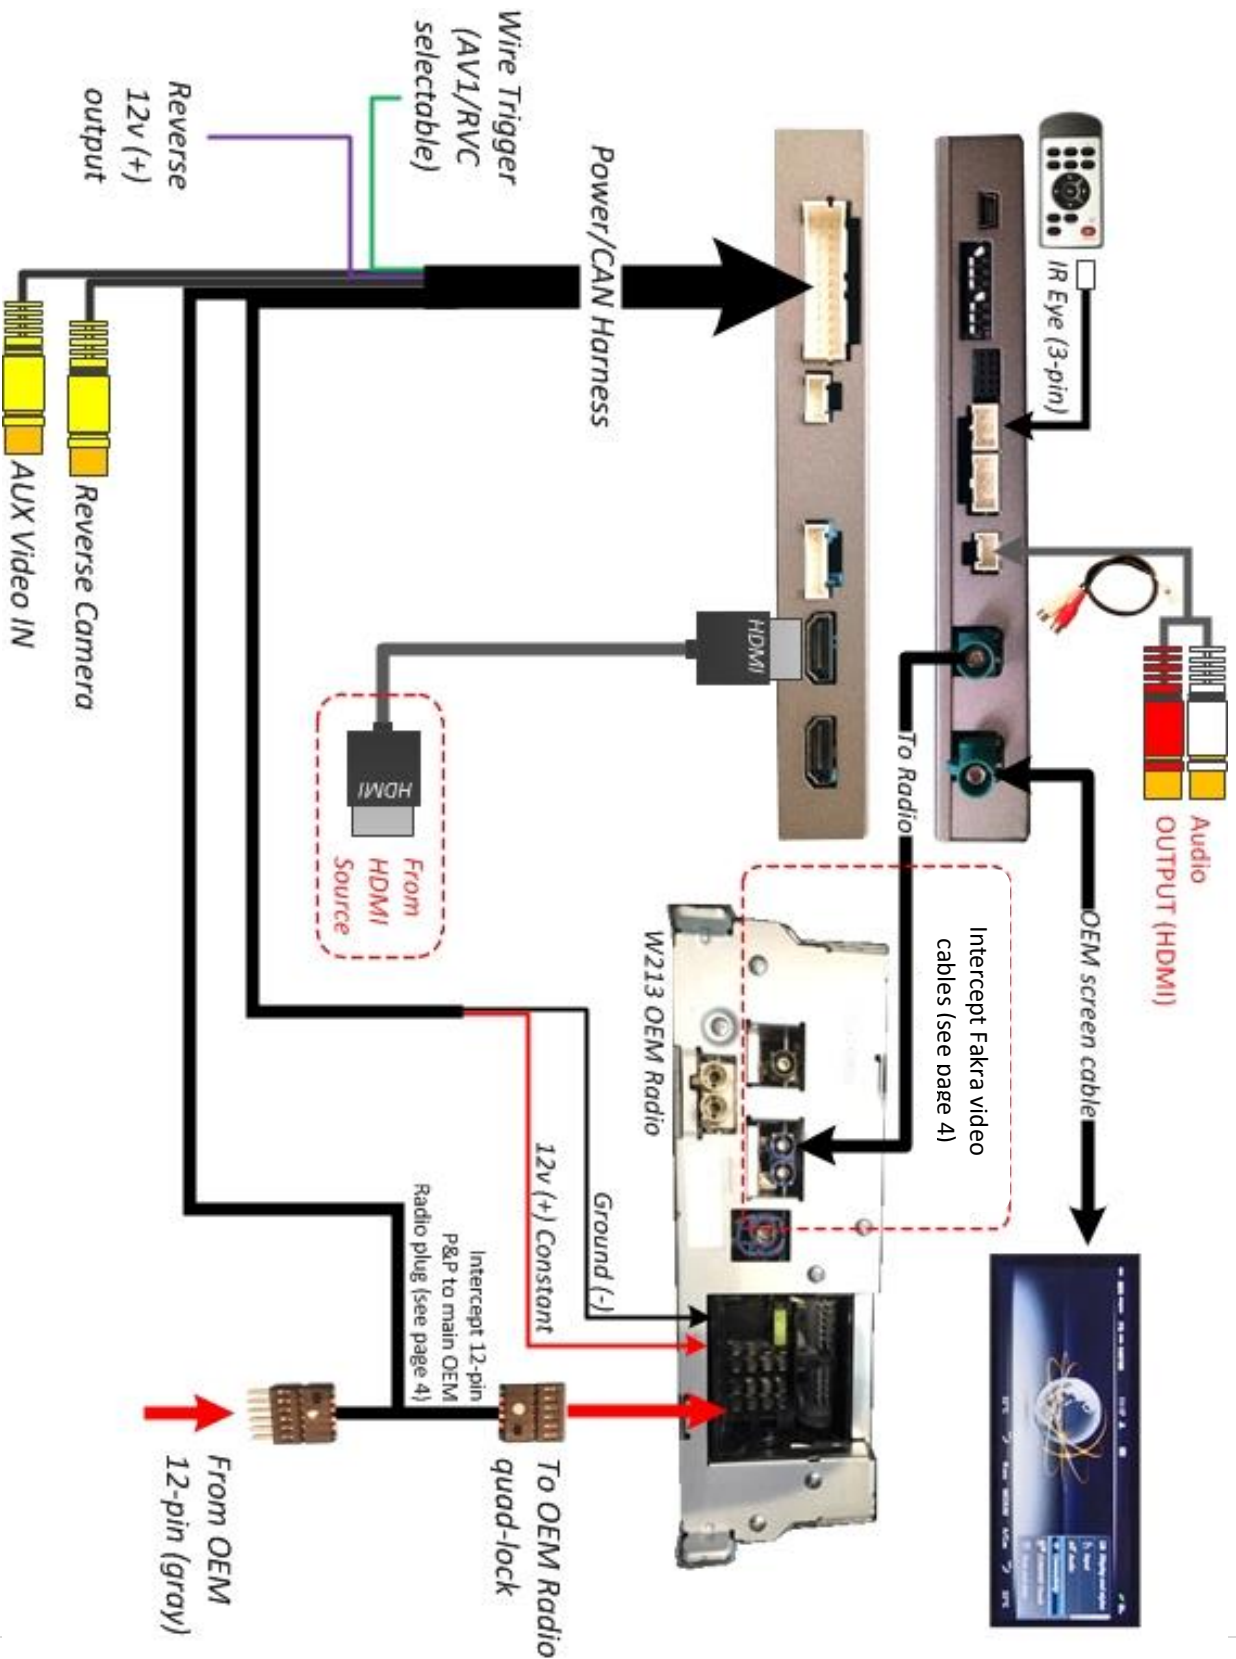 IR Eye (3-pin)
Audio
OUTPUT (HDMI)
OEM screen cable
To Radio
Intercept Fakra video
cables (see page 4)
Wire Trigger
(AV1/RVC
selectable)
Reverse
12v (+)
output
Power/CAN Harness
HDMI
HDMI
From
HDMI
Source
W213 OEM Radio
Reverse Camera
AUX Video IN
Ground (-)
12v (+) Constant
Intercept 12-pin
P&P to main OEM
Radio plug (see page 4)
To OEM Radio
quad-lock
From OEM
12-pin (gray)